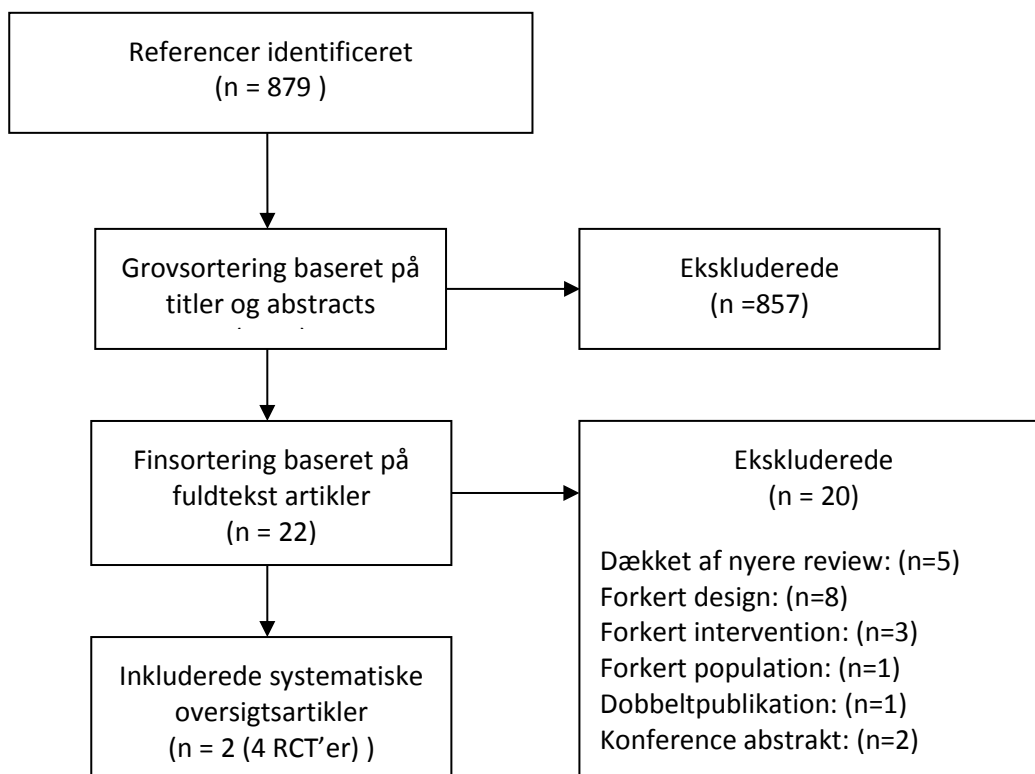 Referencer identificeret
(n = 879 )
Grovsortering baseret på
titler og abstracts
Ekskluderede
(n =857)
Finsortering baseret på
fuldtekst artikler
(n = 22)
Ekskluderede
(n = 20)
Dækket af nyere review: (n=5)
Forkert design: (n=8)
Forkert intervention: (n=3)
Forkert population: (n=1)
Dobbeltpublikation: (n=1)
Konference abstrakt: (n=2)
Inkluderede systematiske
oversigtsartikler
(n = 2 (4 RCT’er) )